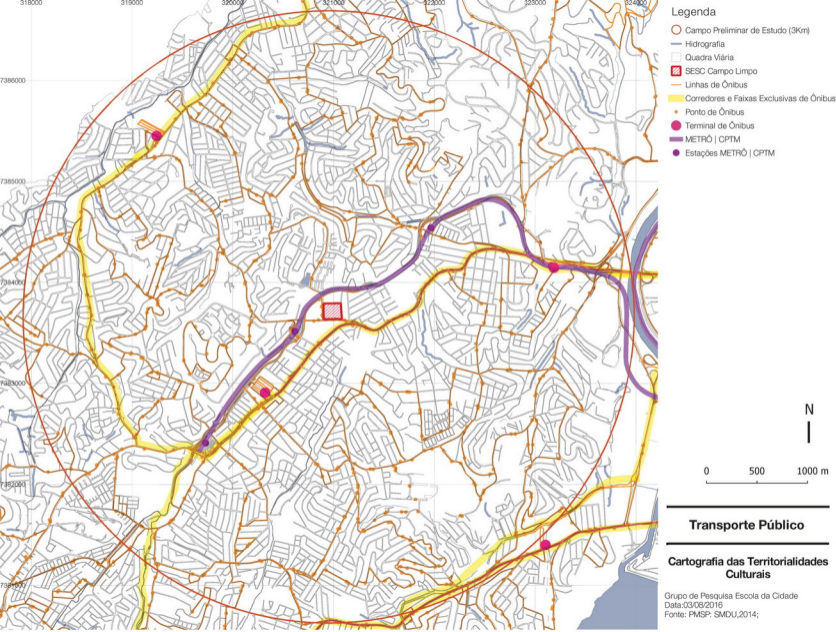 318000 319000 320000 321000 322000 323000 324000
7386000
7385000
7384000
7383000
7382000
7381000
Legenda
Campo Preliminar de Estudo (3Km)
Hidrografia
Quadra Viária
SESC Campo Limpo
Linhas de Ônibus
Corredores e Faixas Exclusivas de Ônibus
Ponto de Ônibus
Terminal de Ônibus
METRÔ | CPTM
Estações METRÔ | CPTM
N
0 500 1000 m
Transporte Público
Cartografia das Territorialidades
Culturais
Grupo de Pesquisa Escola da Cidade
Data:03/08/2016
Fonte: PMSP: SMDU,2014;